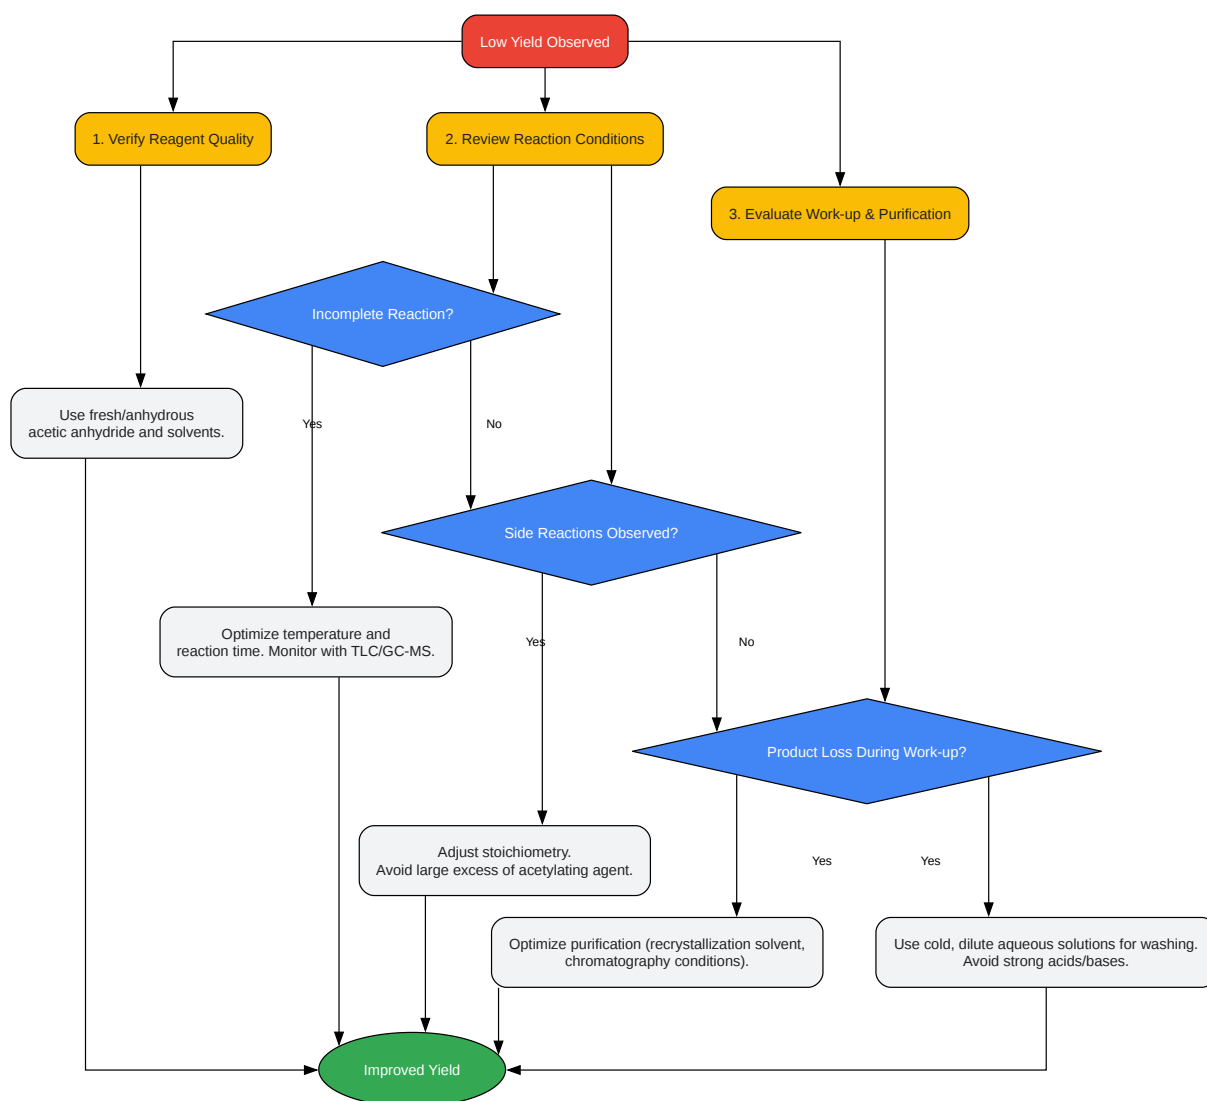 Low Yield Observed
1. Verify Reagent Quality
2. Review Reaction Conditions
3. Evaluate Work-up & Purification
Incomplete Reaction?
Use fresh/anhydrous
acetic anhydride and solvents.
Yes
No
Side Reactions Observed?
Optimize temperature and
reaction time. Monitor with TLC/GC-MS.
Yes
No
Product Loss During Work-up?
Adjust stoichiometry.
Avoid large excess of acetylating agent.
Yes
Yes
Optimize purification (recrystallization solvent,
chromatography conditions).
Use cold, dilute aqueous solutions for washing.
Avoid strong acids/bases.
Improved Yield